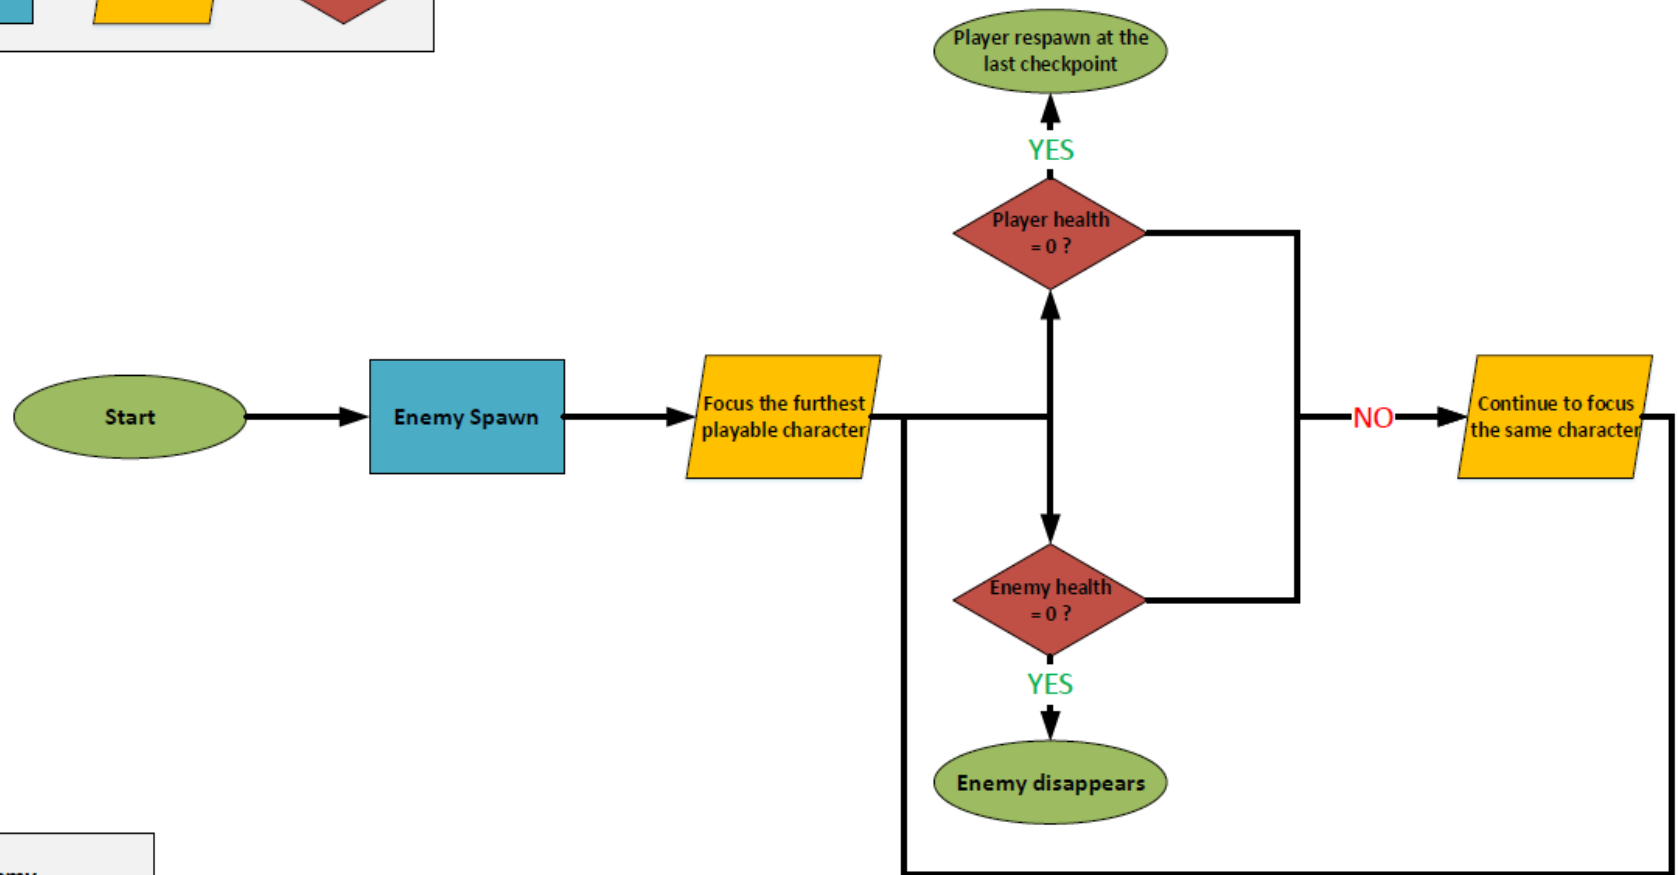 Player respawn at the
last checkpoint
YES
Player health
= 0 ?
Start
Enemy Spawn
Focus the furthest
playable character
NO
Continue to focus
the same character
Enemy health
= 0 ?
YES
Enemy disappears